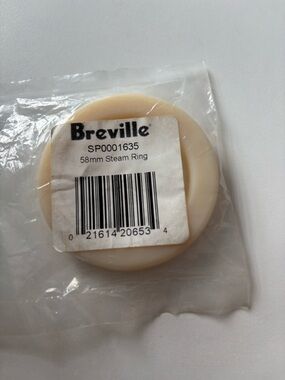 Breville
SP0001635
58mm Steam Ring
0 21614 20653 4